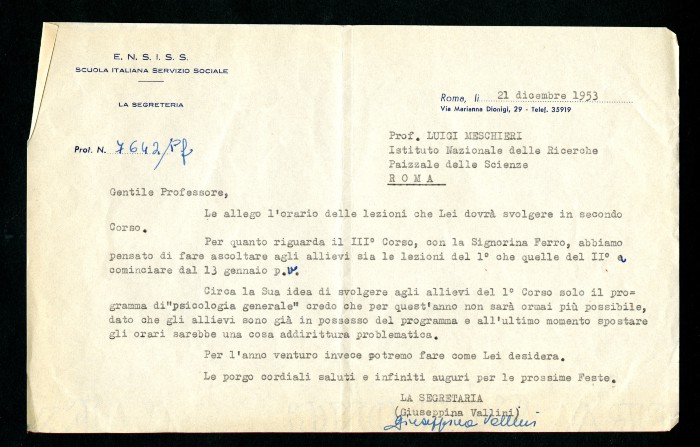 E. N. S. I. S. S.
SCUOLA ITALIANA SERVIZIO SOCIALE
LA SEGRETERIA
Roma, li 21 dicembre 1953
Via Marianna Dionigi, 29 - Telef. 35919
Prot. N. 7642/Pf
Prof. LUIGI MESCHIERI
Istituto Nazionale delle Ricerche
Paizzale delle Scienze
R O M A
Gentile Professore,
Le allego l'orario delle lezioni che Lei dovrà svolgere in secondo
Corso.
Per quanto riguarda il III° Corso, con la Signorina Ferro, abbiamo
pensato di fare ascoltare agli allievi sia le lezioni del 1° che quelle del II° a
cominciare dal 13 gennaio p.v.
Circa la Sua idea di svolgere agli allievi del 1° Corso solo il pro=
gramma di"psicologia generale" credo che per quest'anno non sarà ormai più possibile,
dato che gli allievi sono già in possesso del programma e all'ultimo momento spostare
gli orari sarebbe una cosa addirittura problematica.
Per l'anno venturo invece potremo fare come Lei desidera.
Le porgo cordiali saluti e infiniti auguri per le prossime Feste.
LA SEGRETARIA
(Giuseppina Vallini)
Giuseppina Vallini